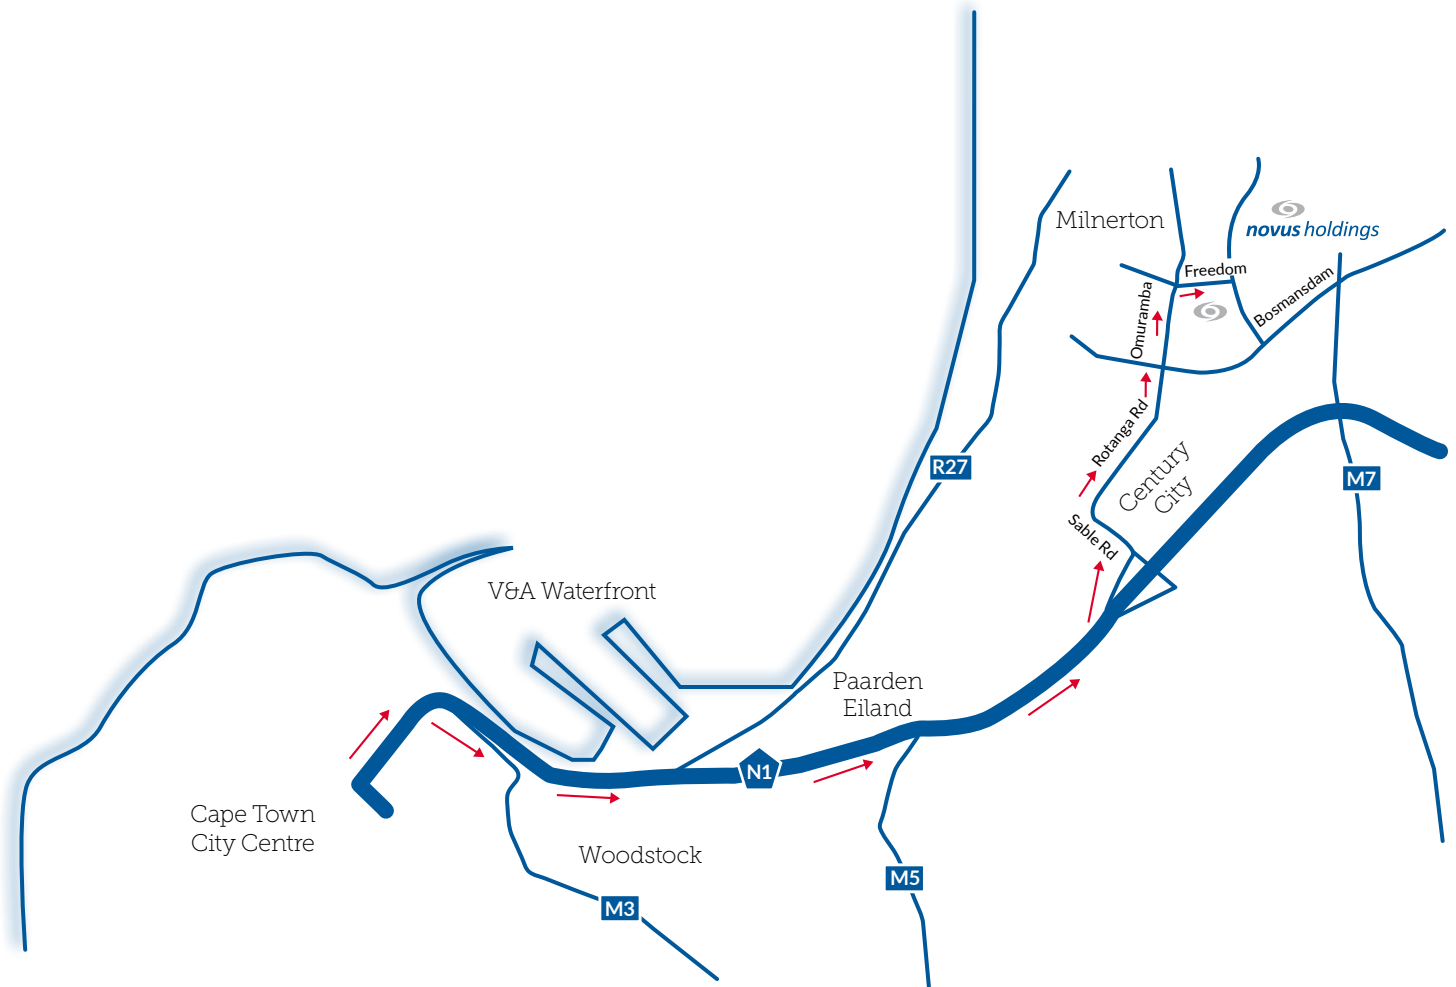 Milnerton
novus holdings
Freedom
Bosmansdam
Omuramba
Rotanga Rd
Century
City
R27
M7
Sable Rd
V&A Waterfront
Paarden
Eiland
N1
Cape Town
City Centre
Woodstock
M5
M3